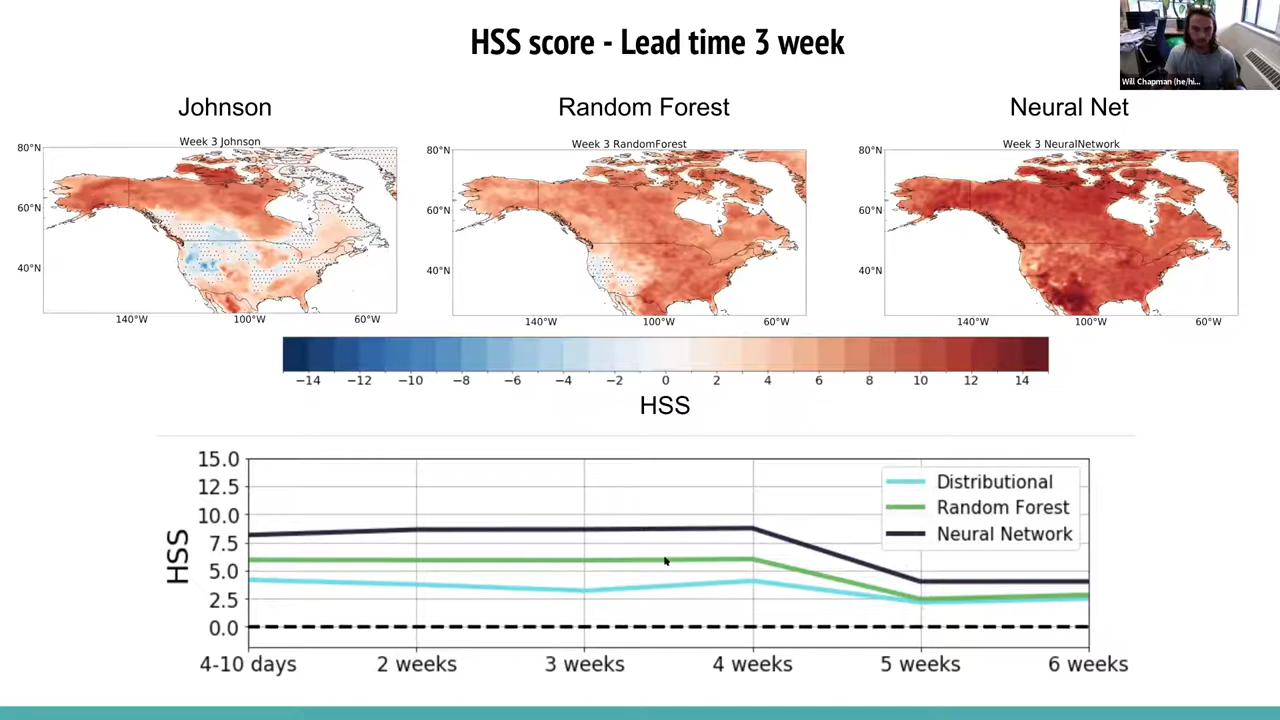 HSS score - Lead time 3 week
Will Chapman (he/hi...
Johnson
Random Forest
Neural Net
Week 3 Johnson
Week 3 RandomForest
Week 3 NeuralNetwork
80°N
60°N
40°N
140°W 100°W 60°W
80°N
60°N
40°N
140°W 100°W 60°W
80°N
60°N
40°N
140°W 100°W 60°W
−14 −12 −10 −8 −6 −4 −2 0 2 4 6 8 10 12 14
HSS
15.0
12.5
10.0
7.5
5.0
2.5
0.0
HSS
Distributional
Random Forest
Neural Network
4-10 days 2 weeks 3 weeks 4 weeks 5 weeks 6 weeks